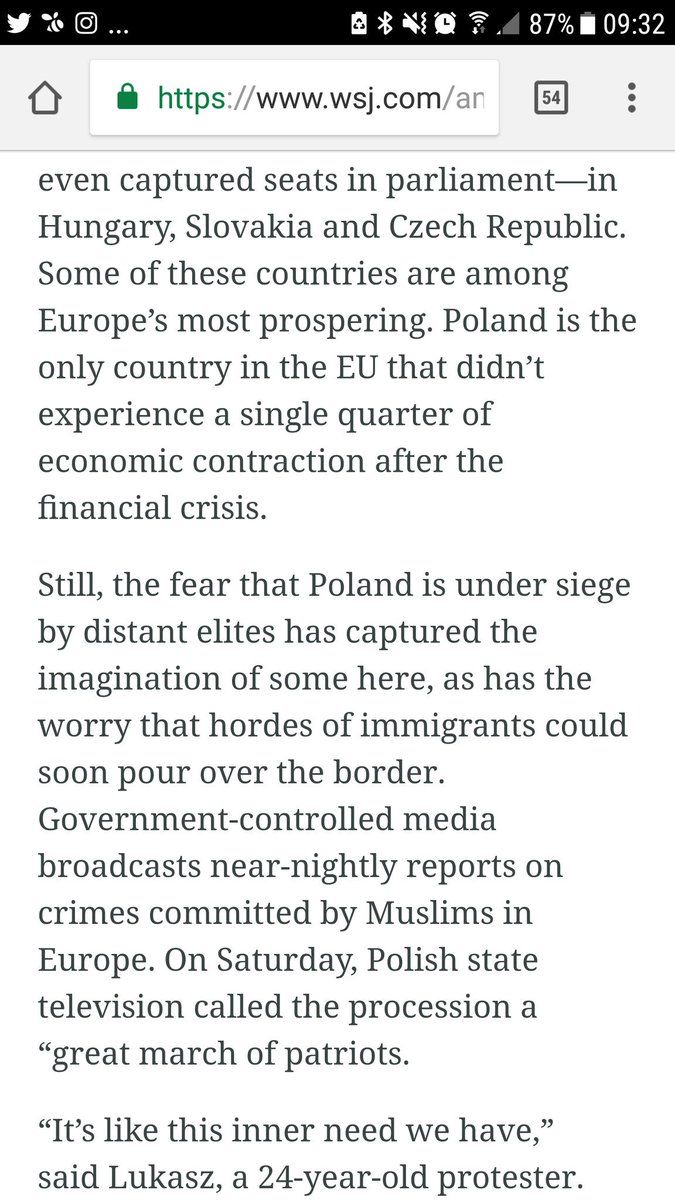 ... 87% 09:32
https://www.wsj.com/an 54
even captured seats in parliament—in
Hungary, Slovakia and Czech Republic.
Some of these countries are among
Europe’s most prospering. Poland is the
only country in the EU that didn’t
experience a single quarter of
economic contraction after the
financial crisis.
Still, the fear that Poland is under siege
by distant elites has captured the
imagination of some here, as has the
worry that hordes of immigrants could
soon pour over the border.
Government-controlled media
broadcasts near-nightly reports on
crimes committed by Muslims in
Europe. On Saturday, Polish state
television called the procession a
“great march of patriots.
“It’s like this inner need we have,”
said Lukasz, a 24-year-old protester.